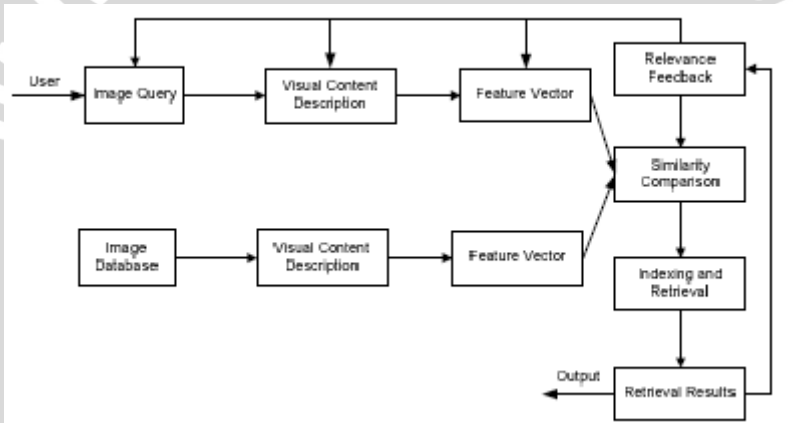 User
Image Query
Visual Content
Description
Feature Vector
Relevance
Feedback
Similarity
Comparison
Image
Database
Visual Content
Description
Feature Vector
Indexing and
Retrieval
Output
Retrieval Results